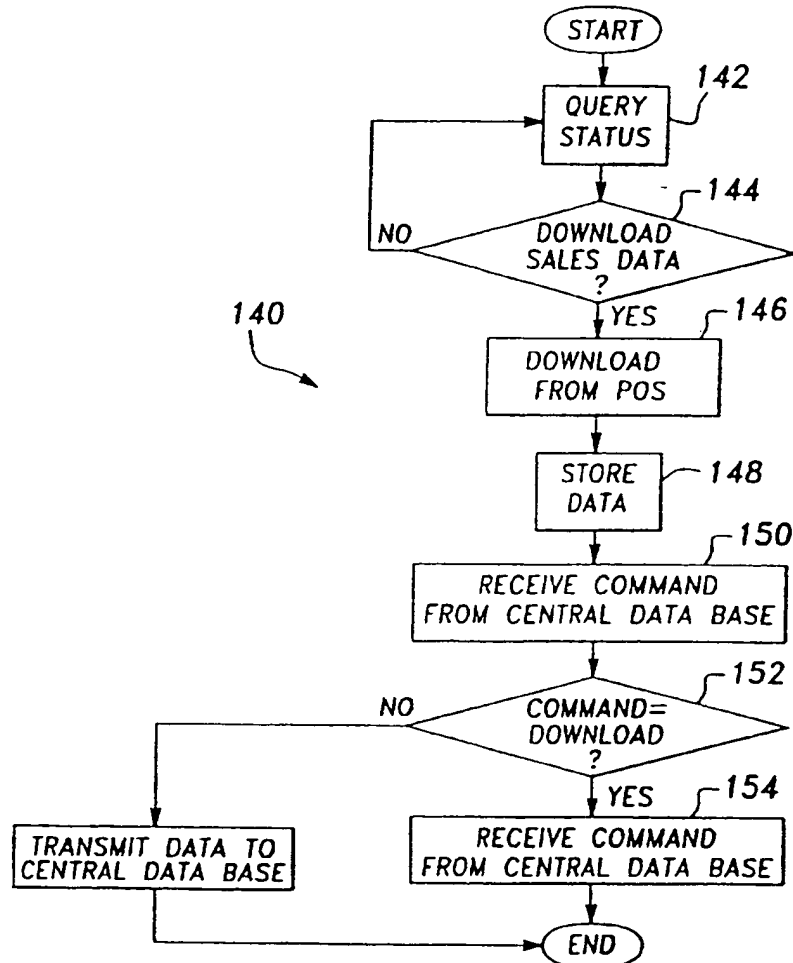 START
142
QUERY
STATUS
144
NO
DOWNLOAD
SALES DATA
?
YES
146
140
DOWNLOAD
FROM POS
148
STORE
DATA
150
RECEIVE COMMAND
FROM CENTRAL DATA BASE
152
NO
COMMAND=
DOWNLOAD
?
YES
154
TRANSMIT DATA TO
CENTRAL DATA BASE
RECEIVE COMMAND
FROM CENTRAL DATA BASE
END